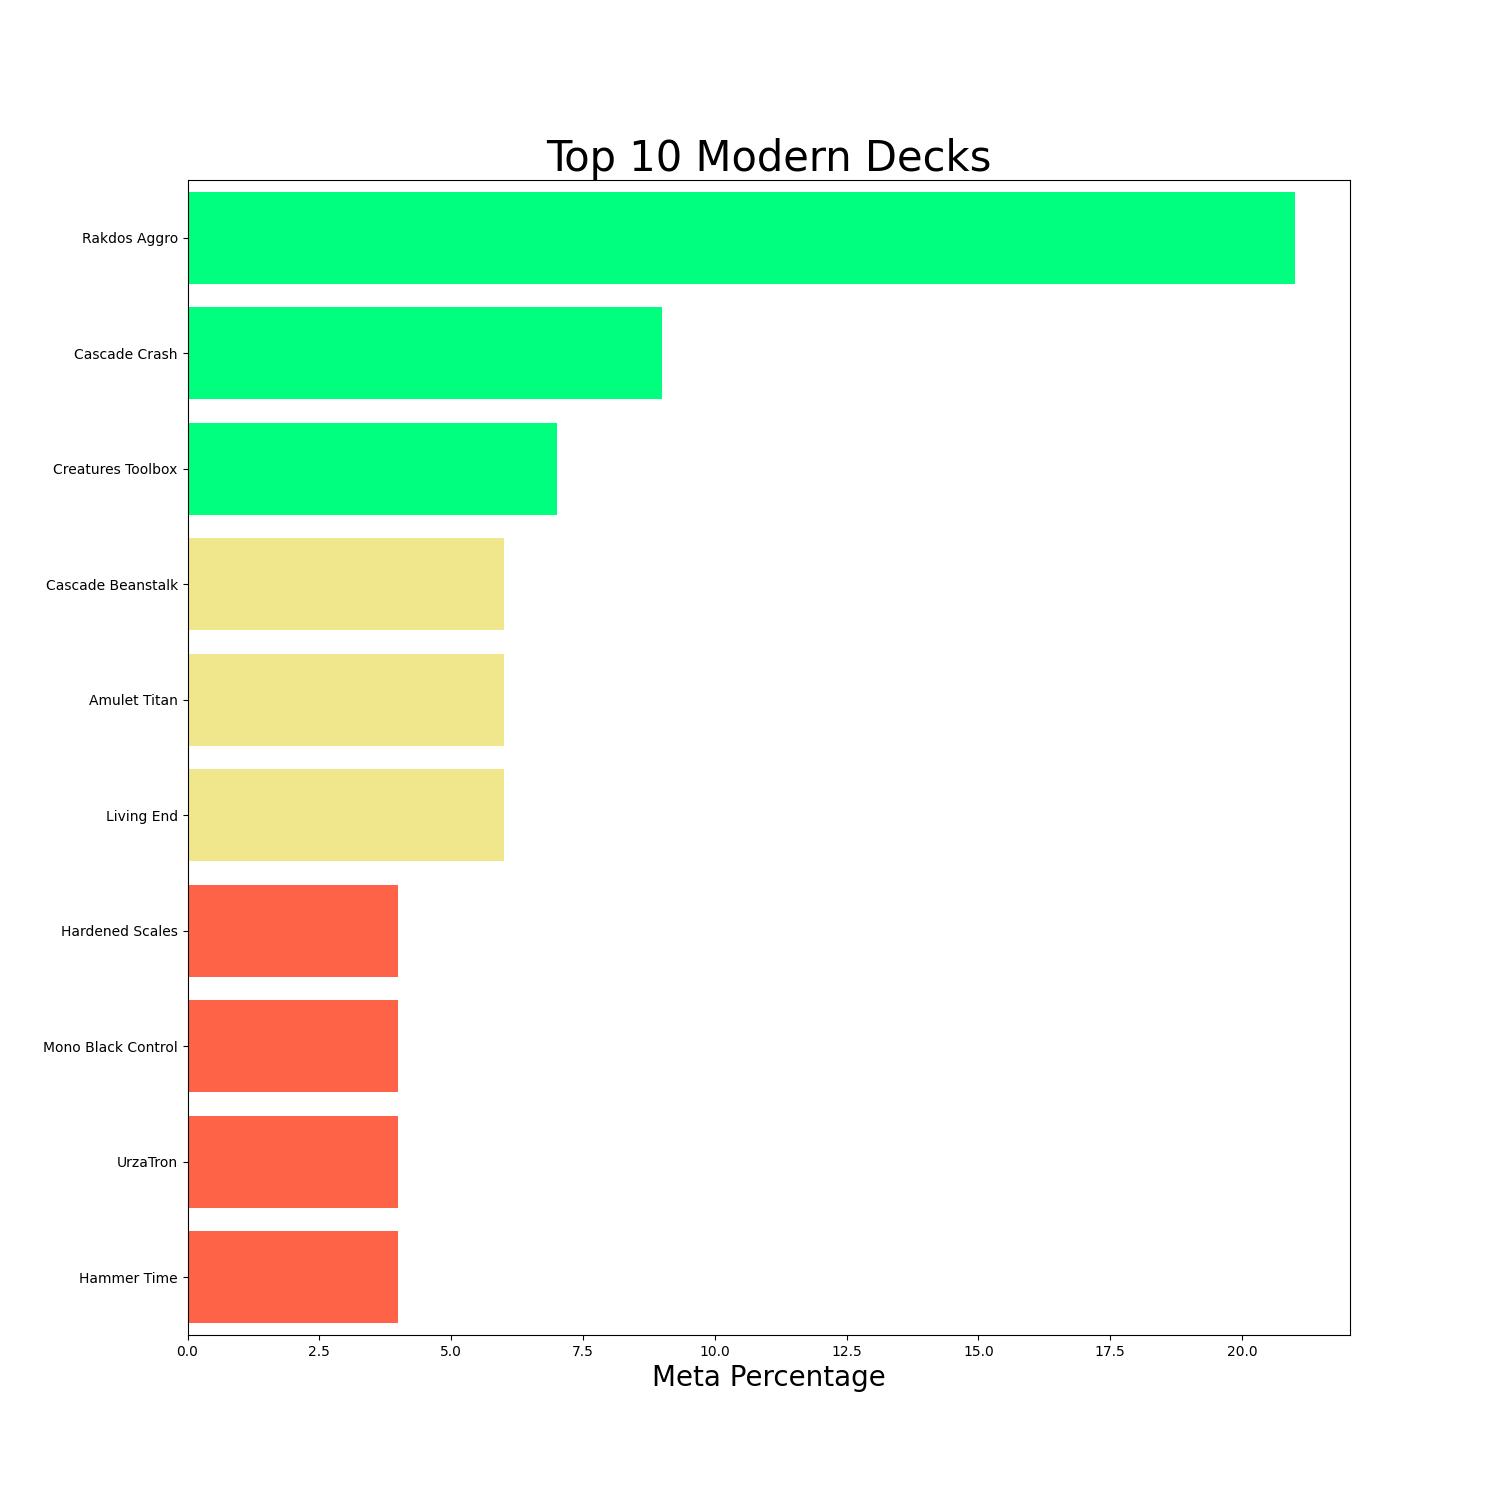 Top 10 Modern Decks
Rakdos Aggro
Cascade Crash
Creatures Toolbox
Cascade Beanstalk
Amulet Titan
Living End
Hardened Scales
Mono Black Control
UrzaTron
Hammer Time
0.0 2.5 5.0 7.5 10.0 12.5 15.0 17.5 20.0
Meta Percentage